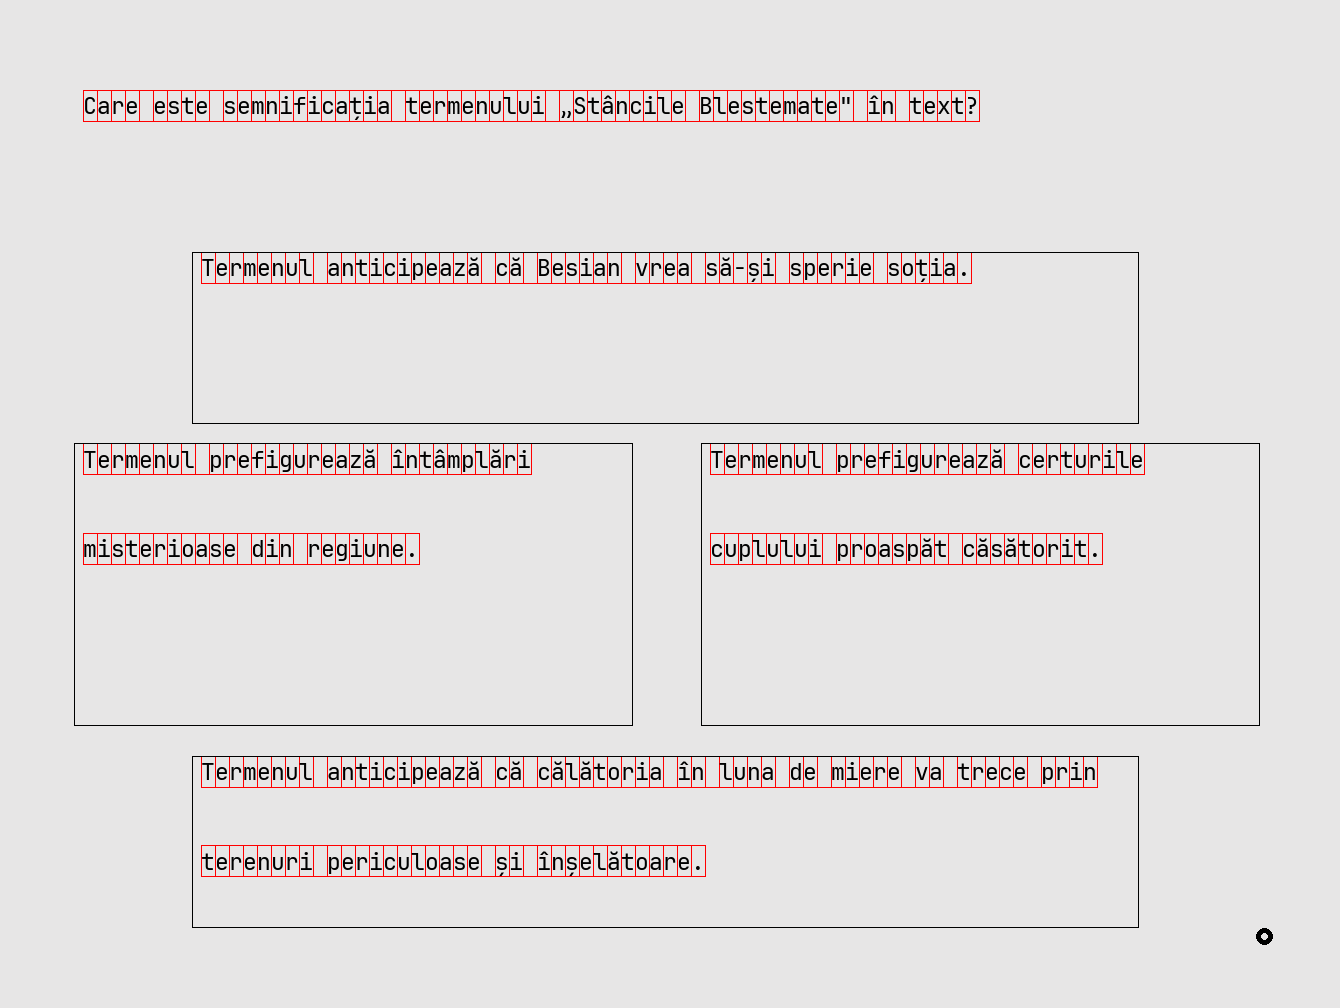 Care este semnificația termenului „Stâncile Blestemate" în text?
Termenul anticipează că Besian vrea să-și sperie soția.
Termenul prefigurează întâmplări
misterioase din regiune.
Termenul prefigurează certurile
cuplului proaspăt căsătorit.
Termenul anticipează că călătoria în luna de miere va trece prin
terenuri periculoase și înșelătoare.